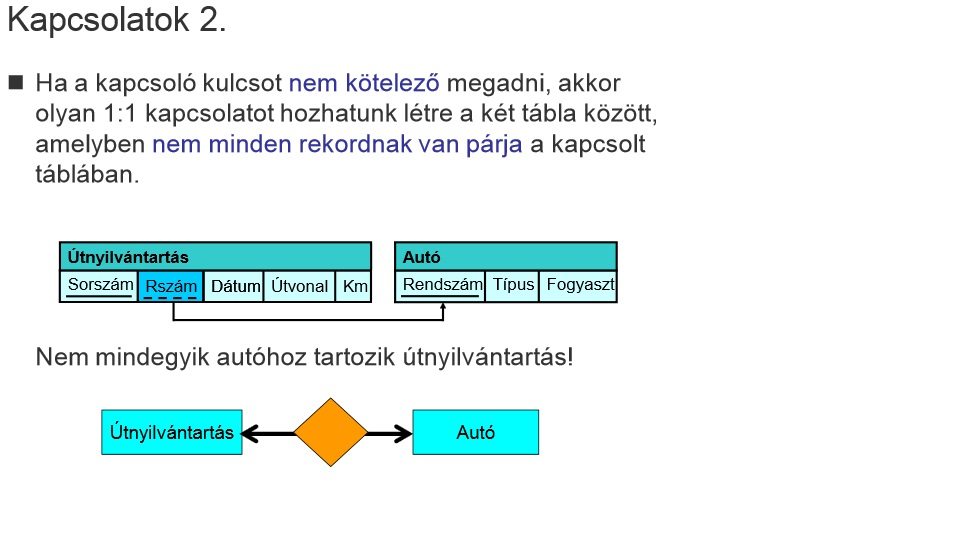 Kapcsolatok 2.
Ha a kapcsoló kulcsot nem kötelező megadni, akkor
olyan 1:1 kapcsolatot hozhatunk létre a két tábla között,
amelyben nem minden rekordnak van párja a kapcsolt
táblában.
Útnyilvántartás
Sorszám Rszám Dátum Útvonal Km
Autó
Rendszám Típus Fogyaszt
Nem mindegyik autóhoz tartozik útnyilvántartás!
Útnyilvántartás
Autó